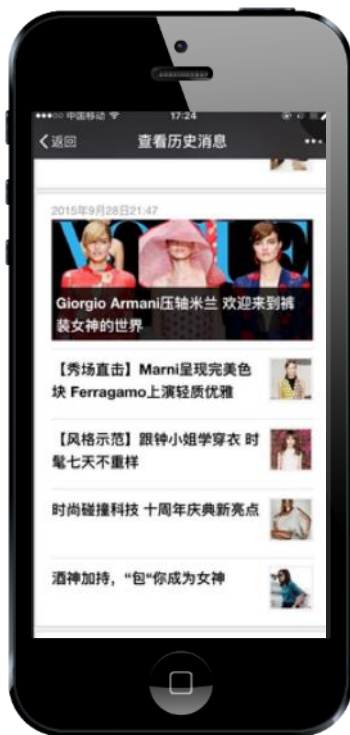 中国移动
17:24
返回
查看历史消息
2015年9月28日21:47
VOGUE
Giorgio Armani压轴米兰 欢迎来到裤
装女神的世界
【秀场直击】Marni呈现完美色
块 Ferragamo上演轻质优雅
【风格示范】跟钟小姐学穿衣 时
髦七天不重样
时尚碰撞科技 十周年庆典新亮点
酒神加持，“包“你成为女神